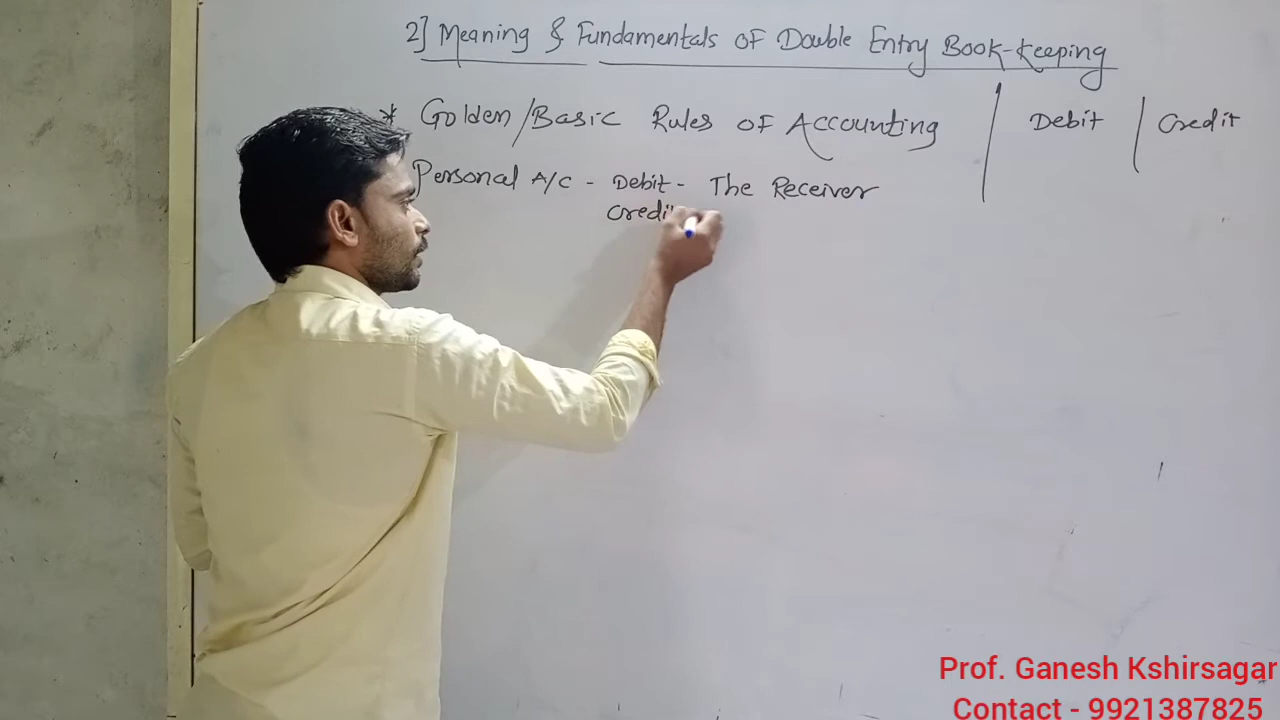 2] Meaning & Fundamentals OF Double Entry Book-Keeping
* Golden/Basic Rules OF Accounting
Debit
Credit
Personal A/C - Debit - The Receiver
Credit
Prof. Ganesh Kshirsagar
Contact - 9921387825